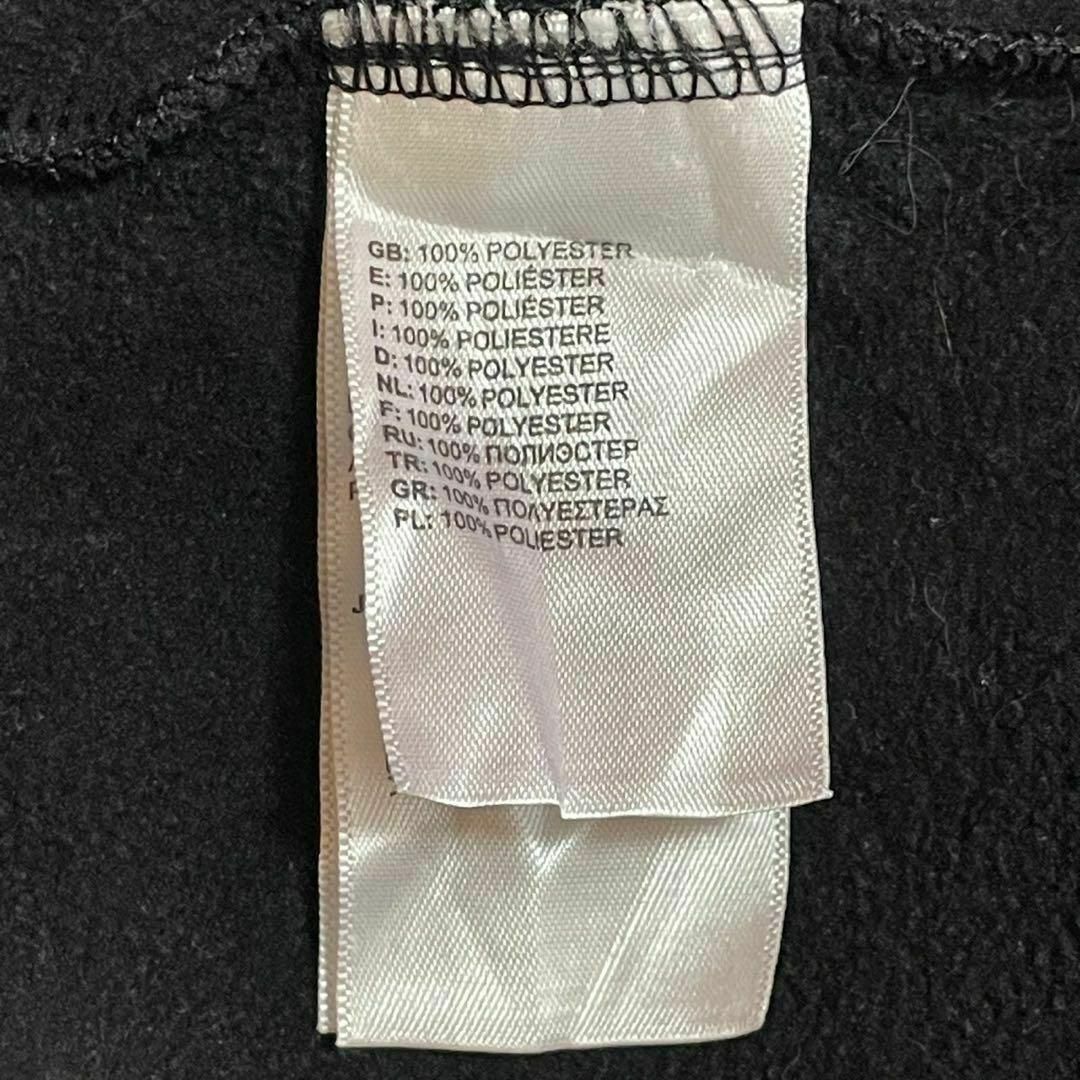 GB: 100% POLYESTER
E: 100% POLIÉSTER
P: 100% POLIÉSTER
I: 100% POLIESTERE
D: 100% POLYESTER
NL: 100% POLYESTER
F: 100% POLYESTER
RU: 100% ПОЛИЭСТЕР
TR: 100% POLYESTER
GR: 100% ΠΟΛΥΕΣΤΕΡΑΣ
PL: 100% POLIESTER